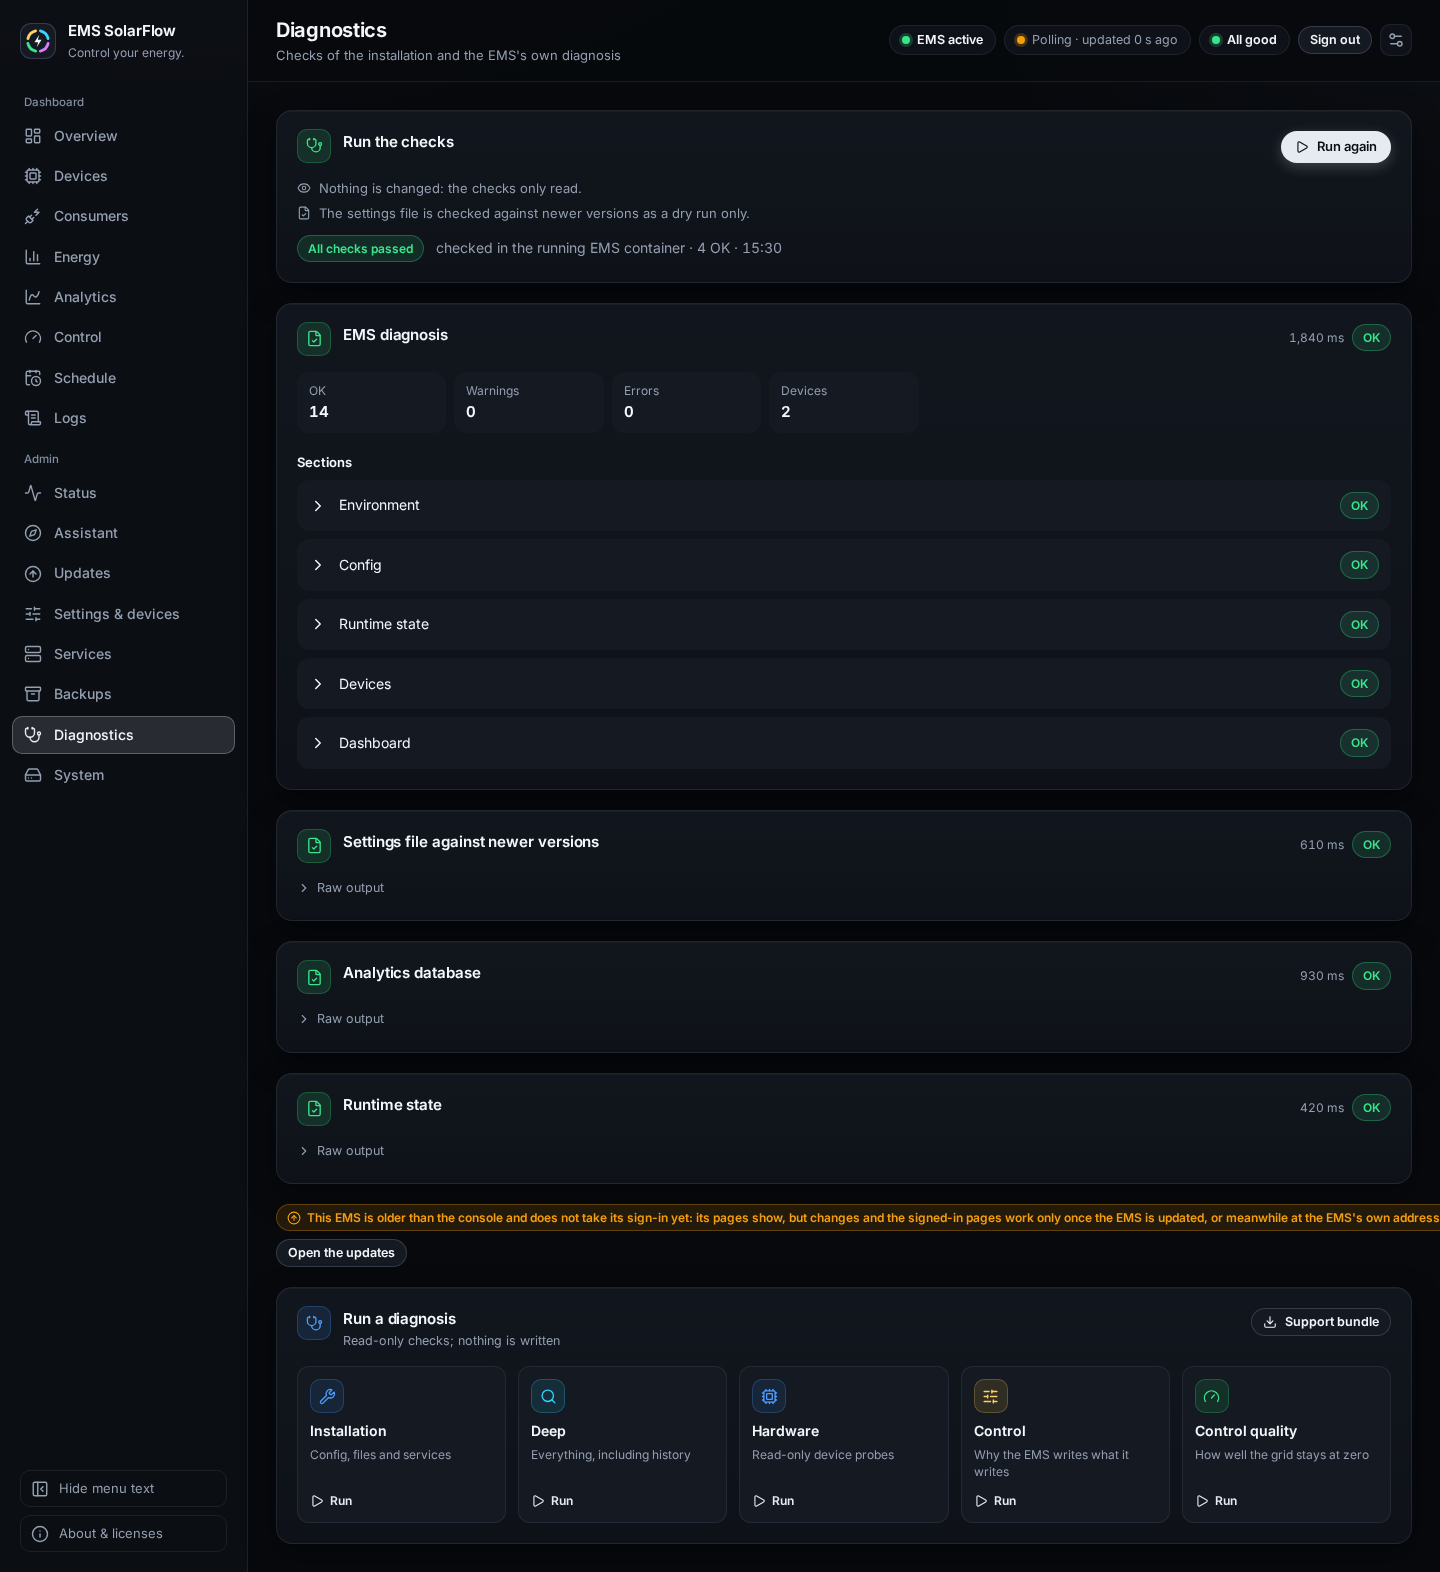 EMS SolarFlow
Control your energy.
Dashboard
Overview
Devices
Consumers
Energy
Analytics
Control
Schedule
Logs
Admin
Status
Assistant
Updates
Settings & devices
Services
Backups
Diagnostics
System
Hide menu text
About & licenses
Diagnostics
Checks of the installation and the EMS's own diagnosis
EMS active
Polling · updated 0 s ago
All good
Sign out
Run the checks
Run again
Nothing is changed: the checks only read.
The settings file is checked against newer versions as a dry run only.
All checks passed
checked in the running EMS container · 4 OK · 15:30
EMS diagnosis
1,840 ms
OK
OK
14
Warnings
0
Errors
0
Devices
2
Sections
Environment
OK
Config
OK
Runtime state
OK
Devices
OK
Dashboard
OK
Settings file against newer versions
610 ms
OK
Raw output
Analytics database
930 ms
OK
Raw output
Runtime state
420 ms
OK
Raw output
This EMS is older than the console and does not take its sign-in yet: its pages show, but changes and the signed-in pages work only once the EMS is updated, or meanwhile at the EMS's own address
Open the updates
Run a diagnosis
Read-only checks; nothing is written
Support bundle
Installation
Config, files and services
Run
Deep
Everything, including history
Run
Hardware
Read-only device probes
Run
Control
Why the EMS writes what it
writes
Run
Control quality
How well the grid stays at zero
Run